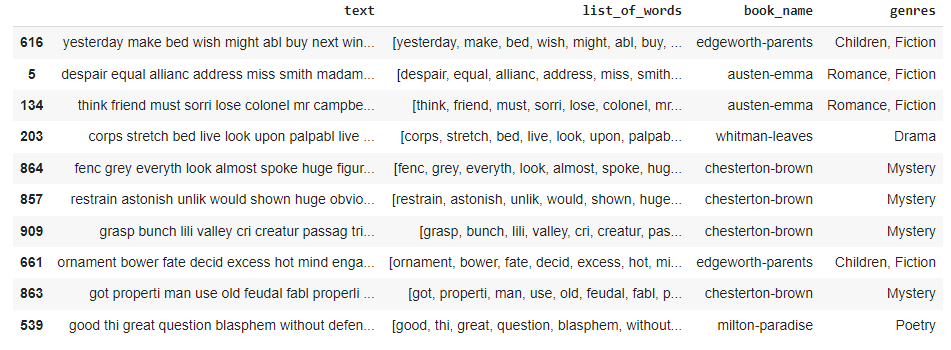 text list_of_words book_name genres
616 yesterday make bed wish might abl buy next win... [yesterday, make, bed, wish, might, abl, buy, ... edgeworth-parents Children, Fiction
5 despair equal allianc address miss smith madam... [despair, equal, allianc, address, miss, smith... austen-emma Romance, Fiction
134 think friend must sorri lose colonel mr campbe... [think, friend, must, sorri, lose, colonel, mr... austen-emma Romance, Fiction
203 corps stretch bed live look upon palpabl live ... [corps, stretch, bed, live, look, upon, palpab... whitman-leaves Drama
864 fenc grey everyth look almost spoke huge figur... [fenc, grey, everyth, look, almost, spoke, hug... chesterton-brown Mystery
857 restrain astonish unlik would shown huge obvio... [restrain, astonish, unlik, would, shown, huge... chesterton-brown Mystery
909 grasp bunch lili valley cri creatur passag tri... [grasp, bunch, lili, valley, cri, creatur, pas... chesterton-brown Mystery
661 ornament bower fate decid excess hot mind enga... [ornament, bower, fate, decid, excess, hot, mi... edgeworth-parents Children, Fiction
863 got properti man use old feudal fabl properli ... [got, properti, man, use, old, feudal, fabl, p... chesterton-brown Mystery
539 good thi great question blasphem without defen... [good, thi, great, question, blasphem, without... milton-paradise Poetry